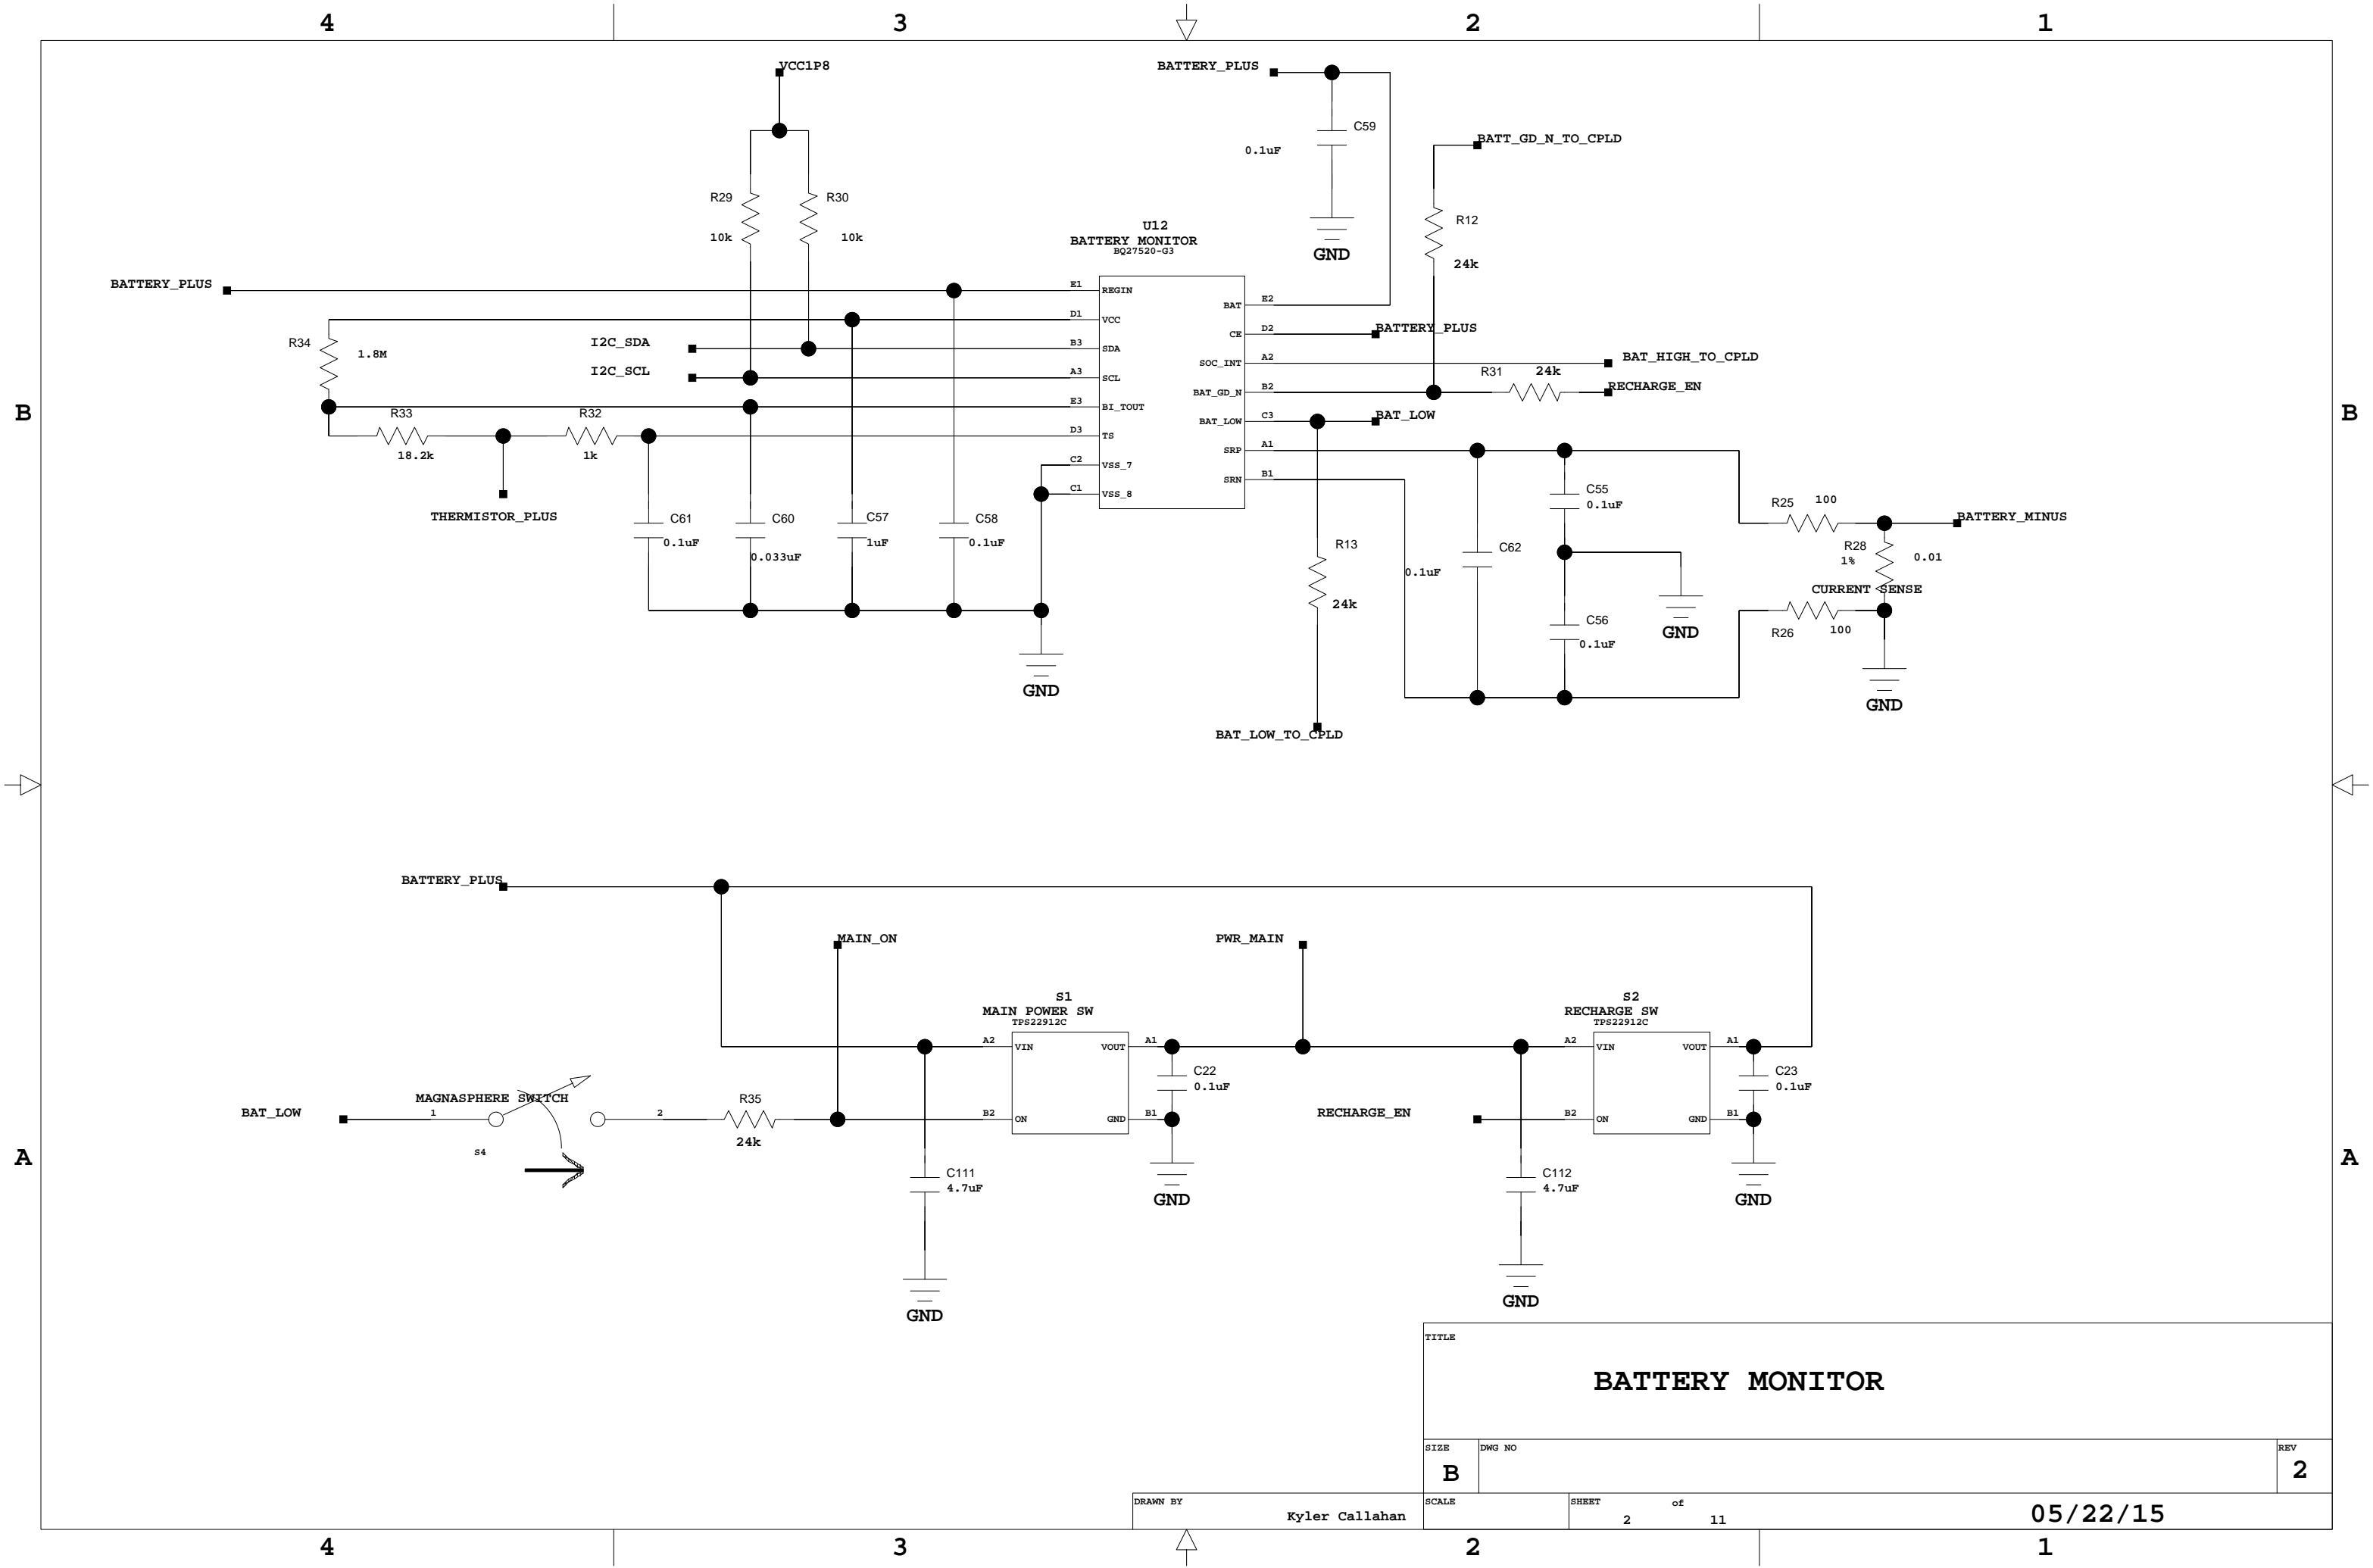 4 3 2 1
VCC1P8
BATTERY_PLUS
C59
0.1uF
GND
BATT_GD_N_TO_CPLD
R12
24k
R29
10k
R30
10k
U12
BATTERY MONITOR
BQ27520-G3
BATTERY_PLUS
E1 REGIN
D1 VCC
B3 SDA
A3 SCL
E3 BI_TOUT
D3 TS
C2 VSS_7
C1 VSS_8
BAT E2
CE D2
SOC_INT A2
BAT_GD_N B2
BAT_LOW C3
SRP A1
SRN B1
R34
1.8M
I2C_SDA
I2C_SCL
BATTERY_PLUS
BAT_HIGH_TO_CPLD
R31 24k
RECHARGE_EN
BAT_LOW
B
B
R33
18.2k
R32
1k
THERMISTOR_PLUS
C61
0.1uF
C60
0.033uF
C57
1uF
C58
0.1uF
GND
R13
24k
BAT_LOW_TO_CPLD
C62
0.1uF
C55
0.1uF
C56
0.1uF
GND
R25 100
BATTERY_MINUS
R28
1%
0.01
CURRENT SENSE
R26 100
GND
BATTERY_PLUS
MAIN_ON
PWR_MAIN
S1
MAIN POWER SW
TPS22912C
A2 VIN VOUT A1
B2 ON GND B1
C22
0.1uF
GND
S2
RECHARGE SW
TPS22912C
A2 VIN VOUT A1
B2 ON GND B1
C23
0.1uF
GND
BAT_LOW
MAGNASPHERE SWITCH
1 2
S4
R35
24k
RECHARGE_EN
C111
4.7uF
GND
C112
4.7uF
GND
A
A
TITLE
BATTERY MONITOR
SIZE
B
DWG NO
REV
2
DRAWN BY
Kyler Callahan
SCALE
SHEET 2 of 11
05/22/15
4 3 2 1